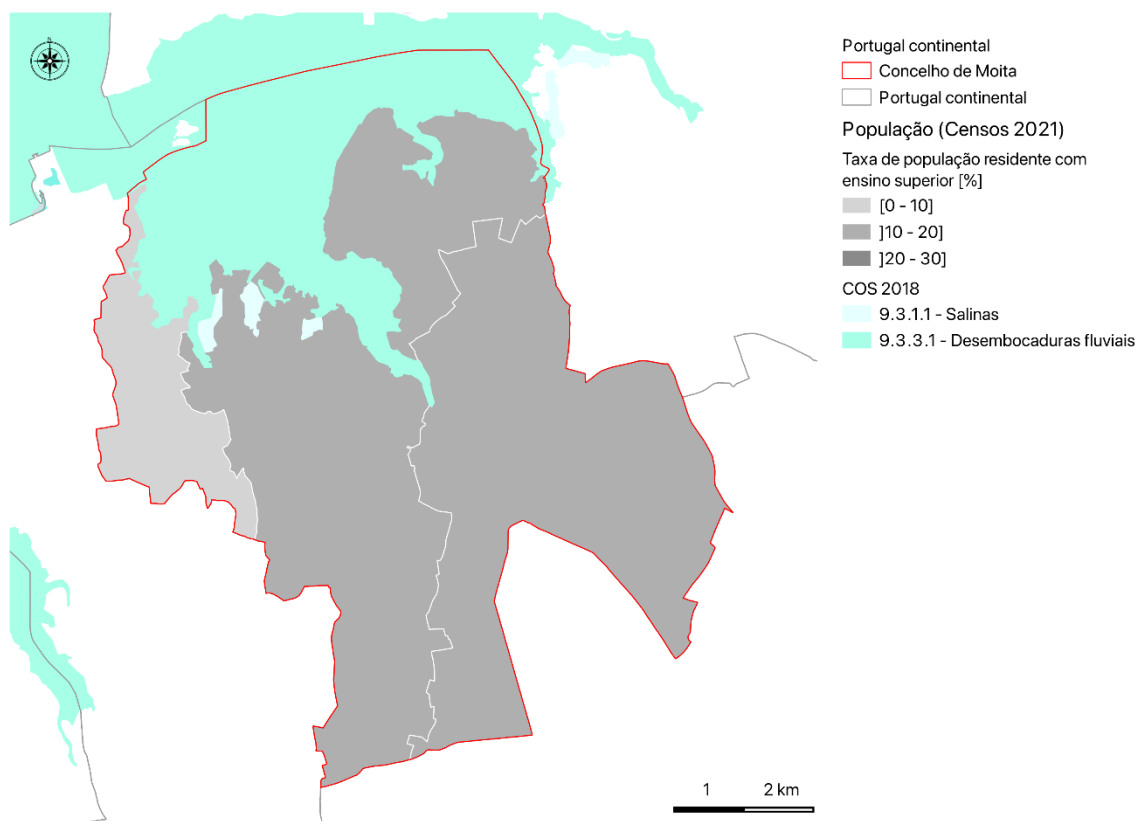 N
Portugal continental
Concelho de Moita
Portugal continental
População (Censos 2021)
Taxa de população residente com
ensino superior [%]
[0 - 10]
]10 - 20]
]20 - 30]
COS 2018
9.3.1.1 - Salinas
9.3.3.1 - Desembocaduras fluviais
1 2 km